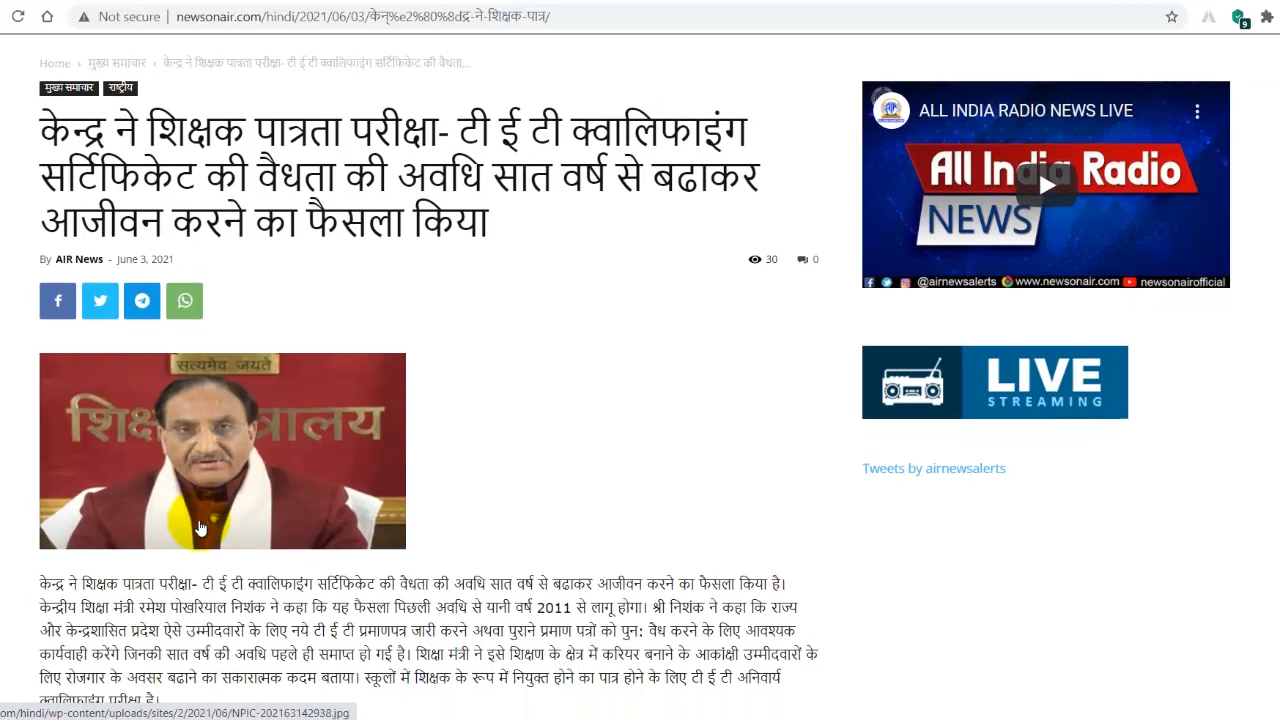 Not secure | newsonair.com/hindi/2021/06/03/केन्%e2%80%8dद्र-ने-शिक्षक-पात्र/
9
Home › मुख्य समाचार › केन्द्र ने शिक्षक पात्रता परीक्षा- टी ई टी क्वालिफाइंग सर्टिफिकेट की वैधता...
मुख्य समाचार राष्ट्रीय
केन्द्र ने शिक्षक पात्रता परीक्षा- टी ई टी क्वालिफाइंग
सर्टिफिकेट की वैधता की अवधि सात वर्ष से बढाकर
आजीवन करने का फैसला किया
By AIR News - June 3, 2021
30 0
सत्यमेव जयते
केन्द्र ने शिक्षक पात्रता परीक्षा- टी ई टी क्वालिफाइंग सर्टिफिकेट की वैधता की अवधि सात वर्ष से बढाकर आजीवन करने का फैसला किया है।
केन्द्रीय शिक्षा मंत्री रमेश पोखरियाल निशंक ने कहा कि यह फैसला पिछली अवधि से यानी वर्ष 2011 से लागू होगा। श्री निशंक ने कहा कि राज्य
और केन्द्रशासित प्रदेश ऐसे उम्मीदवारों के लिए नये टी ई टी प्रमाणपत्र जारी करने अथवा पुराने प्रमाण पत्रों को पुन: वैध करने के लिए आवश्यक
कार्यवाही करेंगे जिनकी सात वर्ष की अवधि पहले ही समाप्त हो गई है। शिक्षा मंत्री ने इसे शिक्षण के क्षेत्र में करियर बनाने के आकांक्षी उम्मीदवारों के
लिए रोजगार के अवसर बढाने का सकारात्मक कदम बताया। स्कूलों में शिक्षक के रूप में नियुक्त होने का पात्र होने के लिए टी ई टी अनिवार्य
क्वालिफाइंग परीक्षा है।
om/hindi/wp-content/uploads/sites/2/2021/06/NPIC-202163142938.jpg
ALL INDIA RADIO NEWS LIVE
All India Radio
NEWS
@airnewsalerts www.newsonair.com newsonairofficial
LIVE
STREAMING
Tweets by airnewsalerts